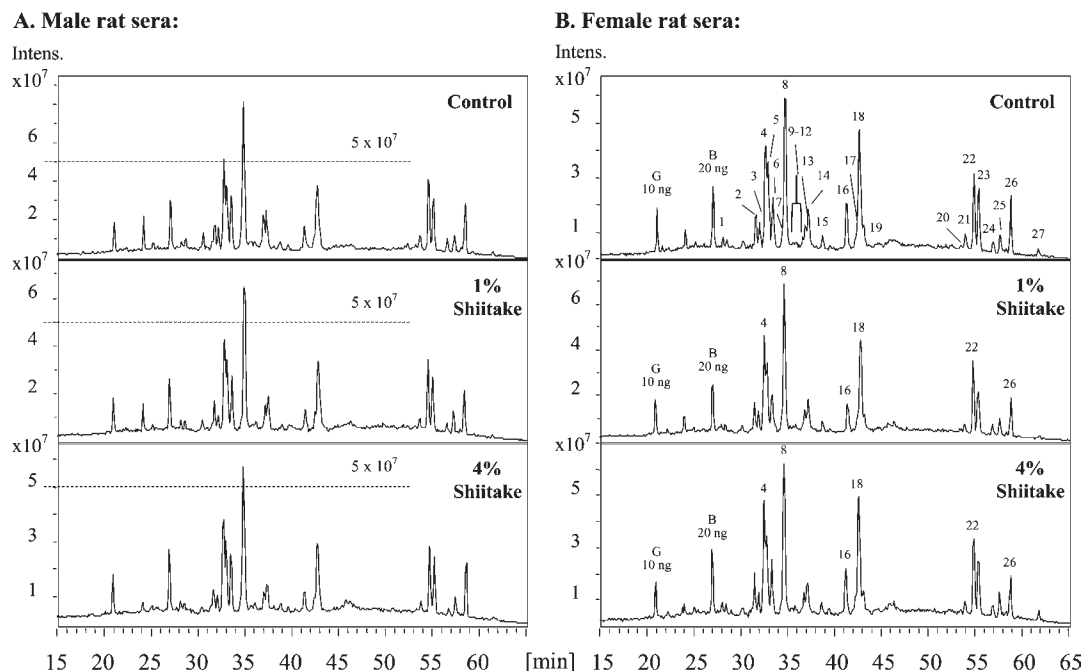 A. Male rat sera:
Intens.
x10⁷
Control
6
5 x 10⁷
4
2
x10⁷
1%
Shiitake
6
5 x 10⁷
4
2
x10⁷
4%
Shiitake
5 x 10⁷
5
3
1
15 20 25 30 35 40 45 50 55 60 [min]
B. Female rat sera:
Intens.
x10⁷
Control
8
5
4 5 9-12 18
3
B
20 ng
G
10 ng
3 6 13 17 22
2 7 14 16 23 26
1
1 15 19 20 21 24 25 27
x10⁷
1%
Shiitake
8
6
4 18
4
B
20 ng
G
10 ng
22
2
16 26
x10⁷
4%
Shiitake
8
5
4 18
B
20 ng
3
G
10 ng
22
16 26
1
15 20 25 30 35 40 45 50 55 60 65